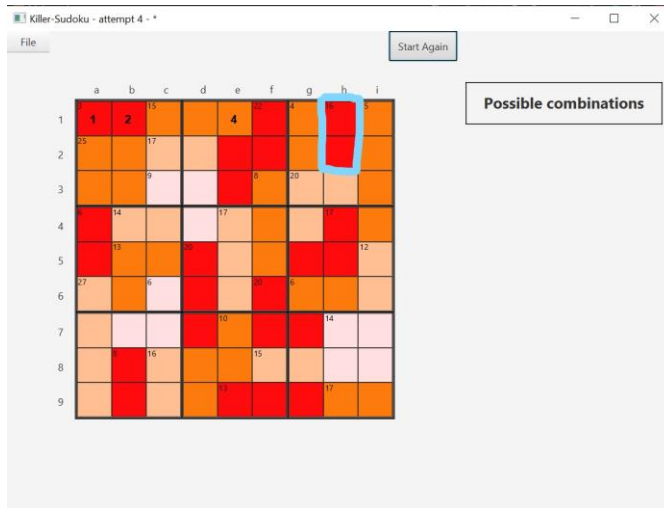 Killer-Sudoku - attempt 4 - *
File
Start Again
a b c d e f g h i
Possible combinations
3 15 22 4 16 5
1 1 2 4
25 17
2
9 8 20
3
6 14 17 17
4
13 20 12
5
27 6 20 6
6
10 14
7
8 16 15
8
13 17
9